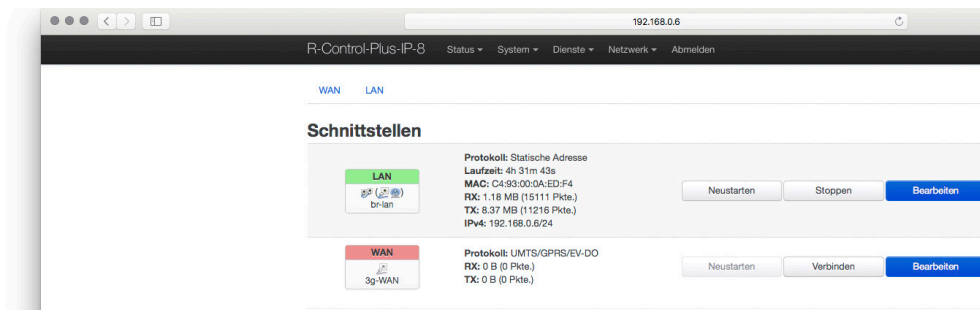 192.168.0.6
R-Control-Plus-IP-8 Status System Dienste Netzwerk Abmelden
WAN LAN
Schnittstellen
LAN
br-lan
Protokoll: Statische Adresse
Laufzeit: 4h 31m 43s
MAC: C4:93:00:0A:ED:F4
RX: 1.18 MB (15111 Pkte.)
TX: 8.37 MB (11216 Pkte.)
IPv4: 192.168.0.6/24
Neustarten Stoppen Bearbeiten
WAN
3g-WAN
Protokoll: UMTS/GPRS/EV-DO
RX: 0 B (0 Pkte.)
TX: 0 B (0 Pkte.)
Neustarten Verbinden Bearbeiten